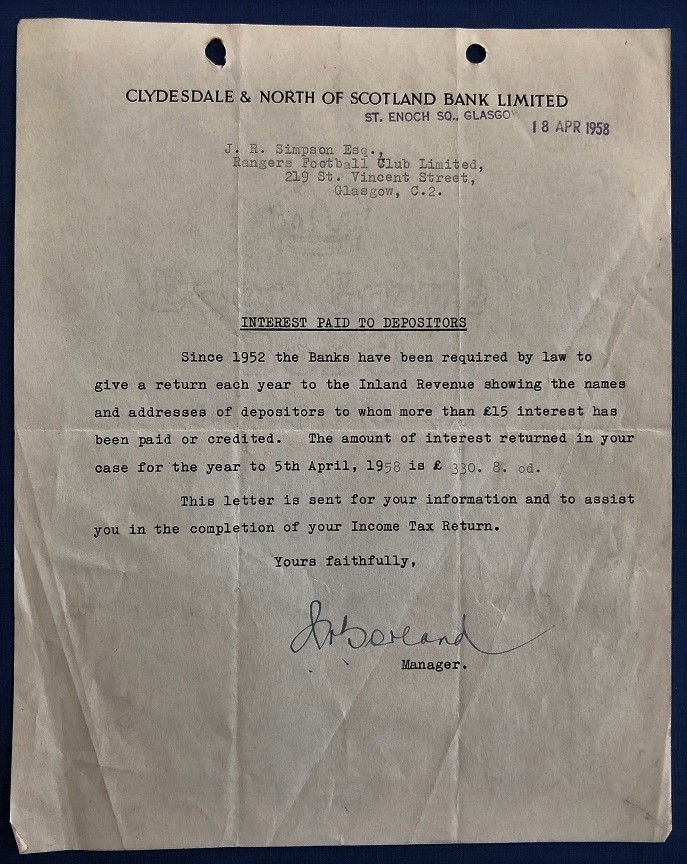 CLYDESDALE & NORTH OF SCOTLAND BANK LIMITED
ST. ENOCH SQ., GLASGOW
18 APR 1958
J. R. Simpson Esq.,
Rangers Football Club Limited,
219 St. Vincent Street,
Glasgow, C.2.
INTEREST PAID TO DEPOSITORS
Since 1952 the Banks have been required by law to
give a return each year to the Inland Revenue showing the names
and addresses of depositors to whom more than £15 interest has
been paid or credited. The amount of interest returned in your
case for the year to 5th April, 1958 is £ 330. 8. od.
This letter is sent for your information and to assist
you in the completion of your Income Tax Return.
Yours faithfully,
Borland
Manager.